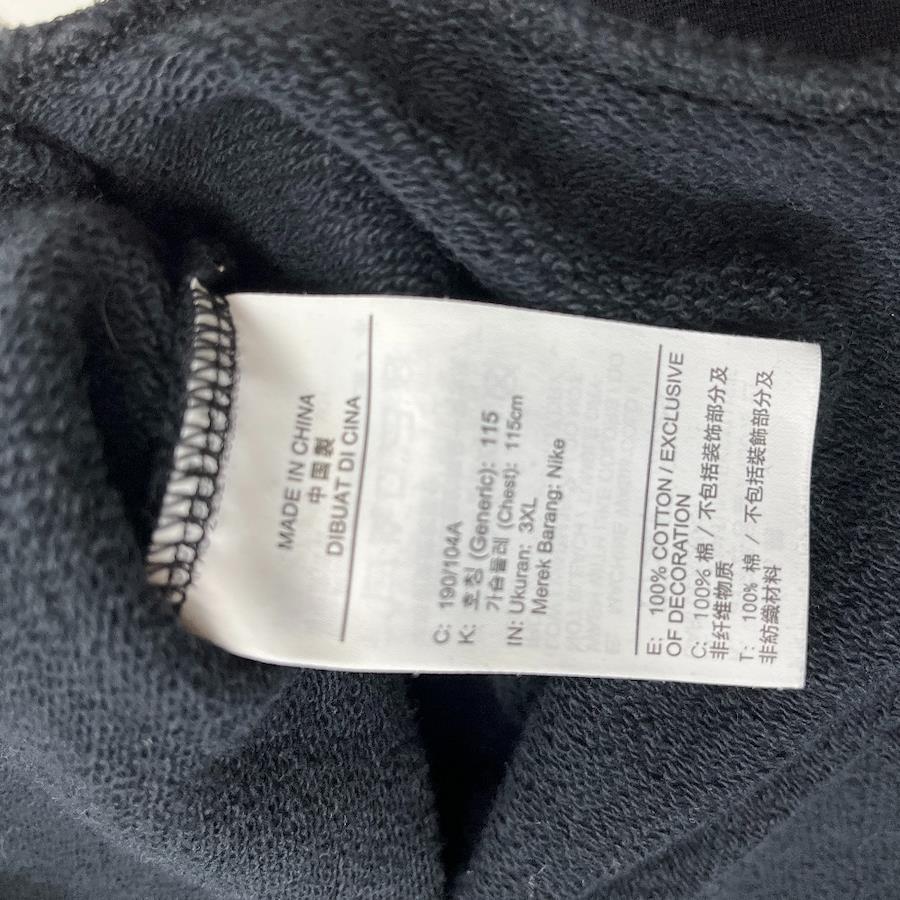 MADE IN CHINA
中国製
DIBUAT DI CINA
C: 190/104A
K: 호칭 (Generic): 115
가슴둘레 (Chest): 115cm
IN: Ukuran: 3XL
Merek Barang: Nike
E: 100% COTTON / EXCLUSIVE
OF DECORATION
C: 100% 棉 / 不包括装饰部分及
非纤维物质
T: 100% 棉 / 不包括裝飾部分及
非紡織材料